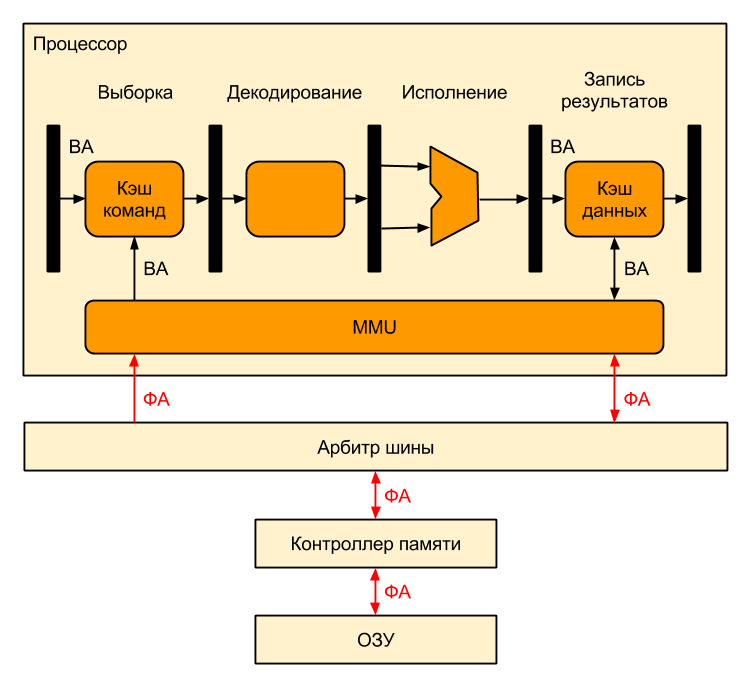 Процессор
Выборка
Декодирование
Исполнение
Запись
результатов
ВА
ВА
Кэш
команд
Кэш
данных
ВА
ВА
MMU
ФА
ФА
Арбитр шины
ФА
Контроллер памяти
ФА
ОЗУ